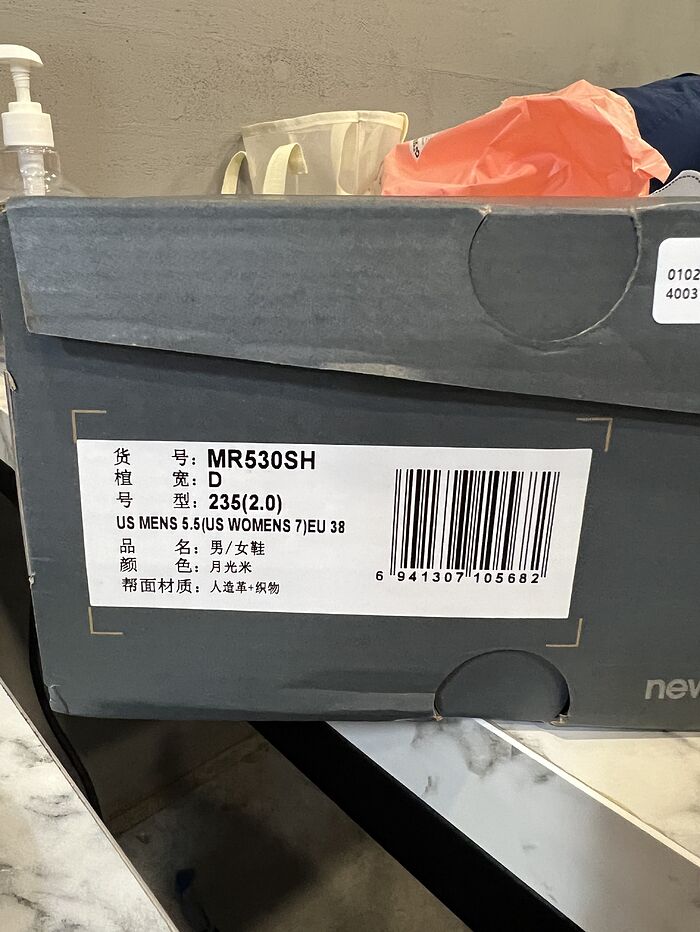 0102
4003
货 号：MR530SH
楦 宽：D
号 型：235(2.0)
US MENS 5.5(US WOMENS 7)EU 38
品 名：男/女鞋
颜 色：月光米
帮面材质：人造革+织物
6 941307 105682
new